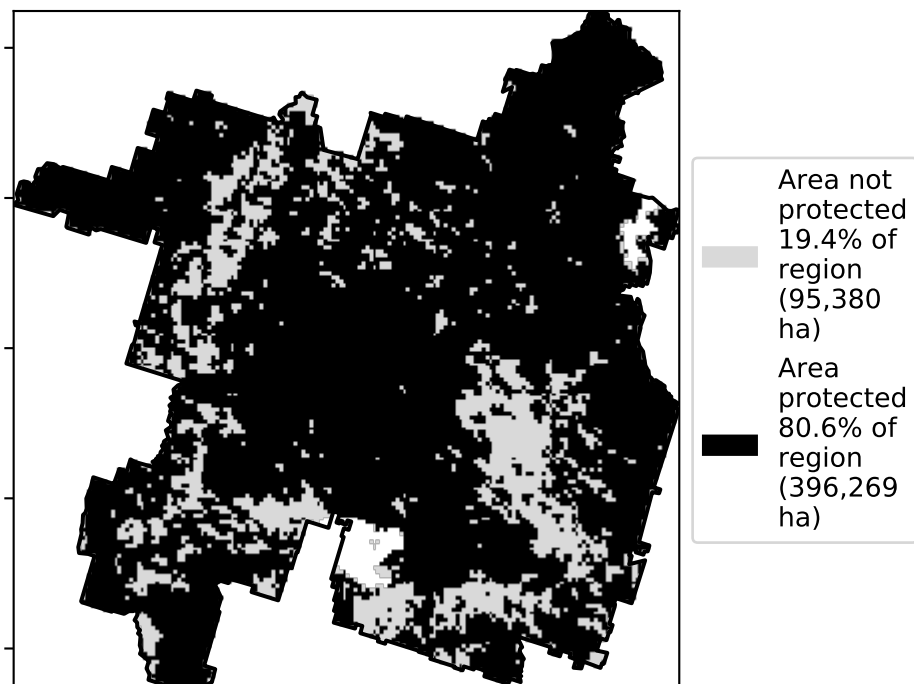 Area not
protected
19.4% of
region
(95,380
ha)
Area
protected
80.6% of
region
(396,269
ha)